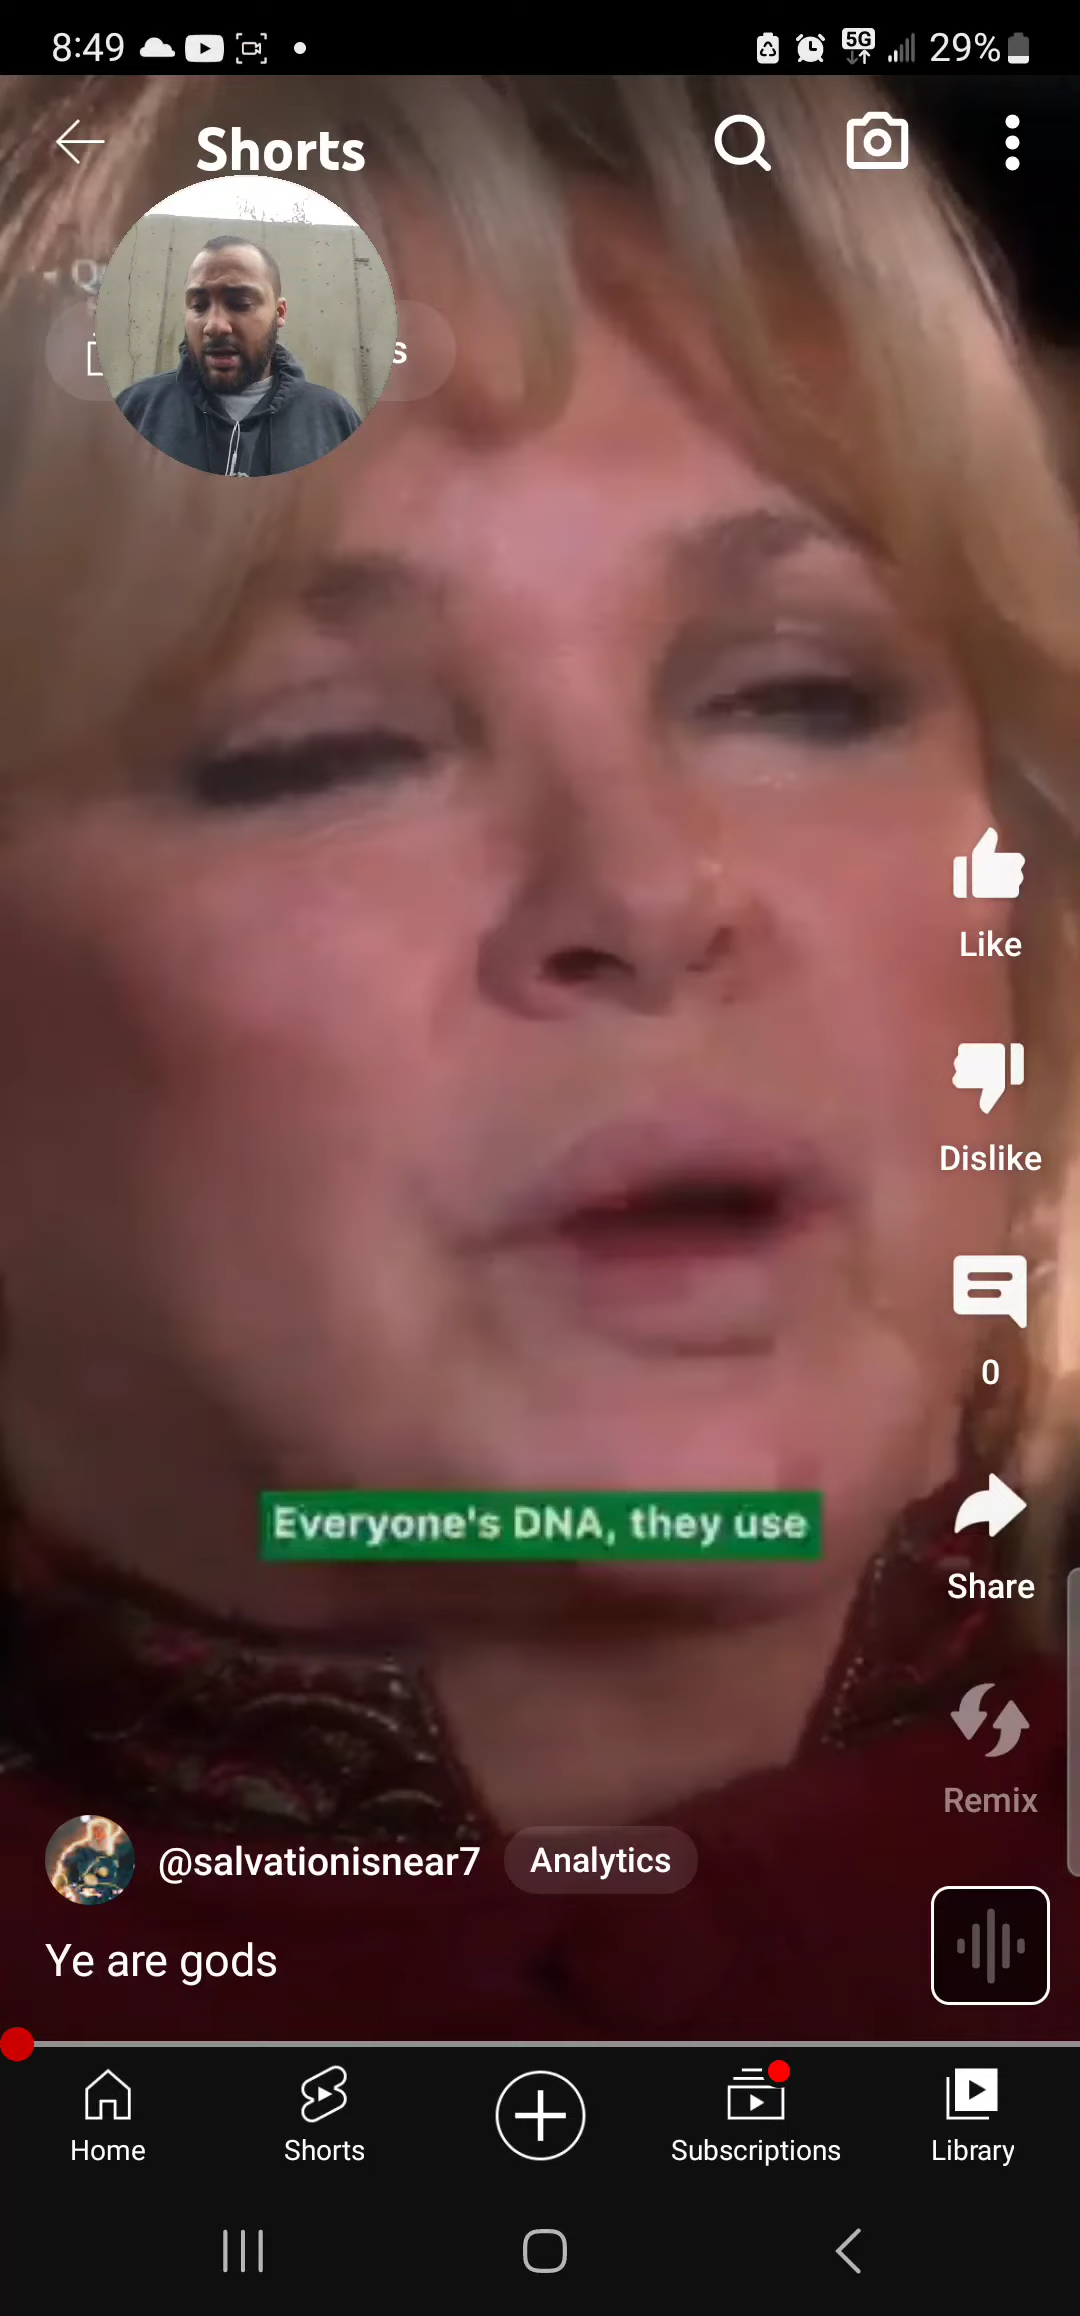 8:49
5G
29%
Shorts
Like
Dislike
0
Everyone's DNA, they use
Share
Remix
@salvationisnear7
Analytics
Ye are gods
Home
Shorts
Subscriptions
Library